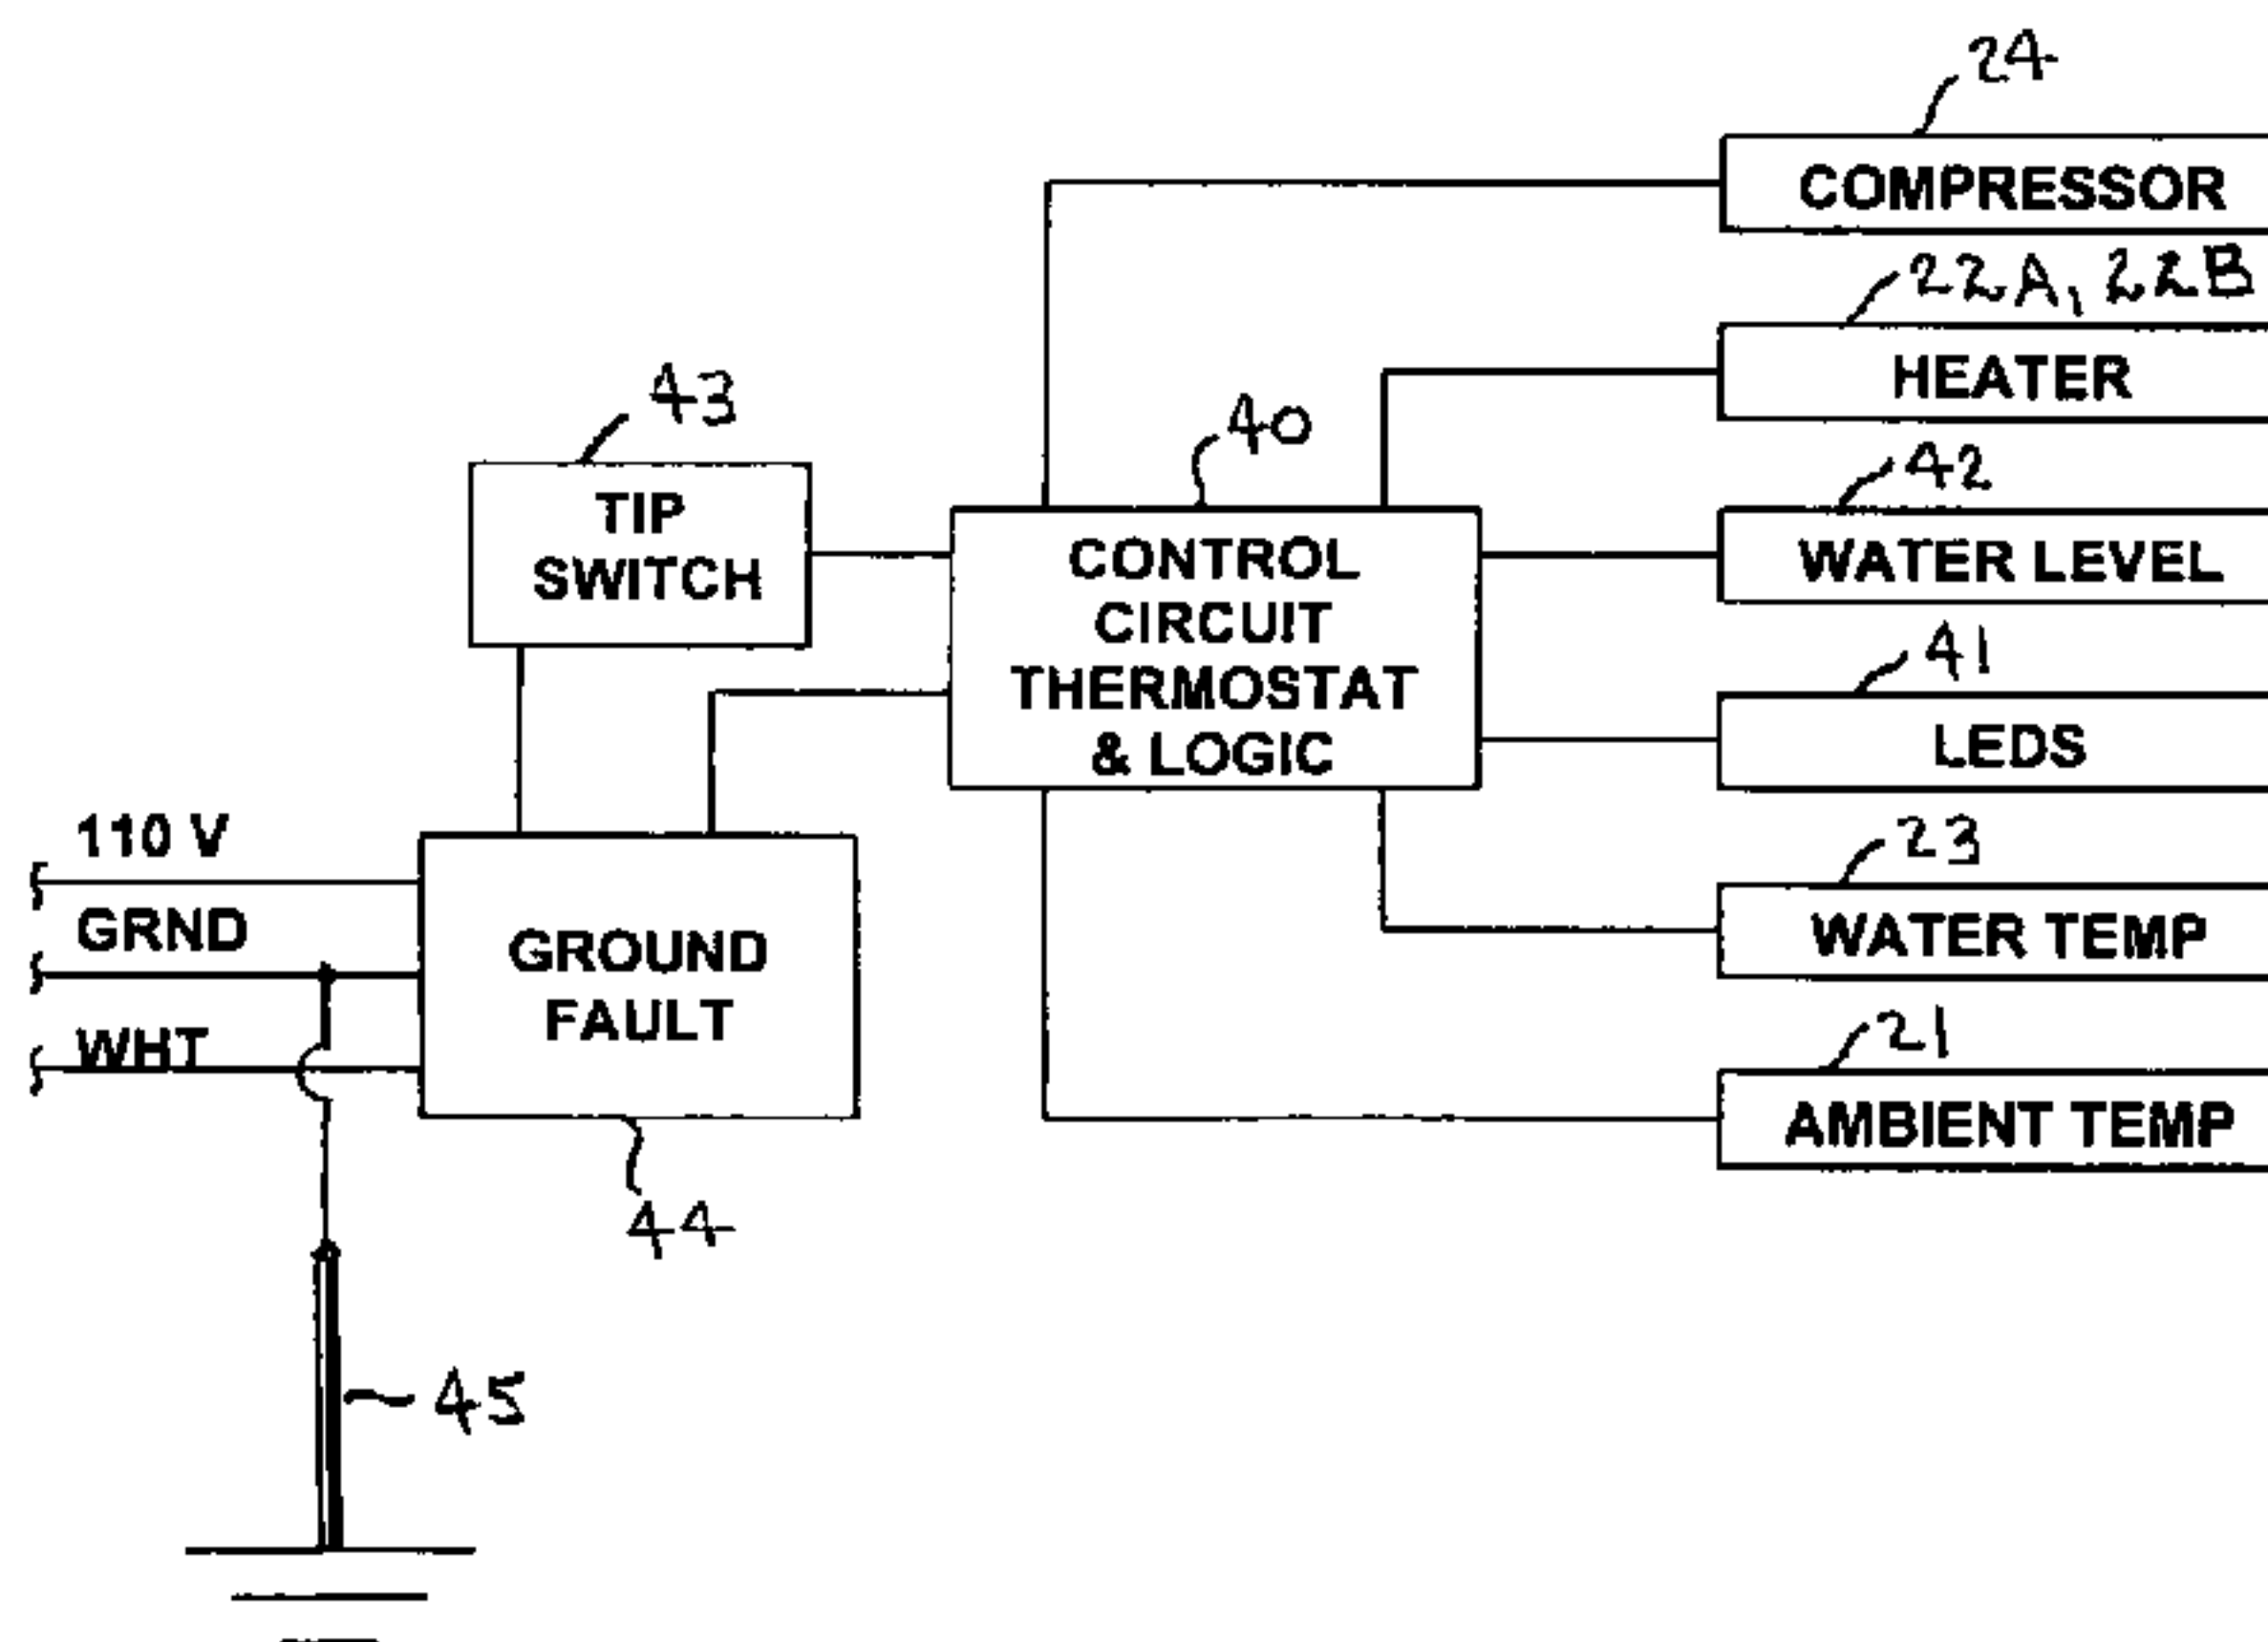 24
COMPRESSOR
22A, 22B
HEATER
43
40
42
TIP
SWITCH
CONTROL
CIRCUIT
THERMOSTAT
& LOGIC
WATER LEVEL
41
LEDS
110 V
GRND
WHT
GROUND
FAULT
23
WATER TEMP
21
AMBIENT TEMP
44
45